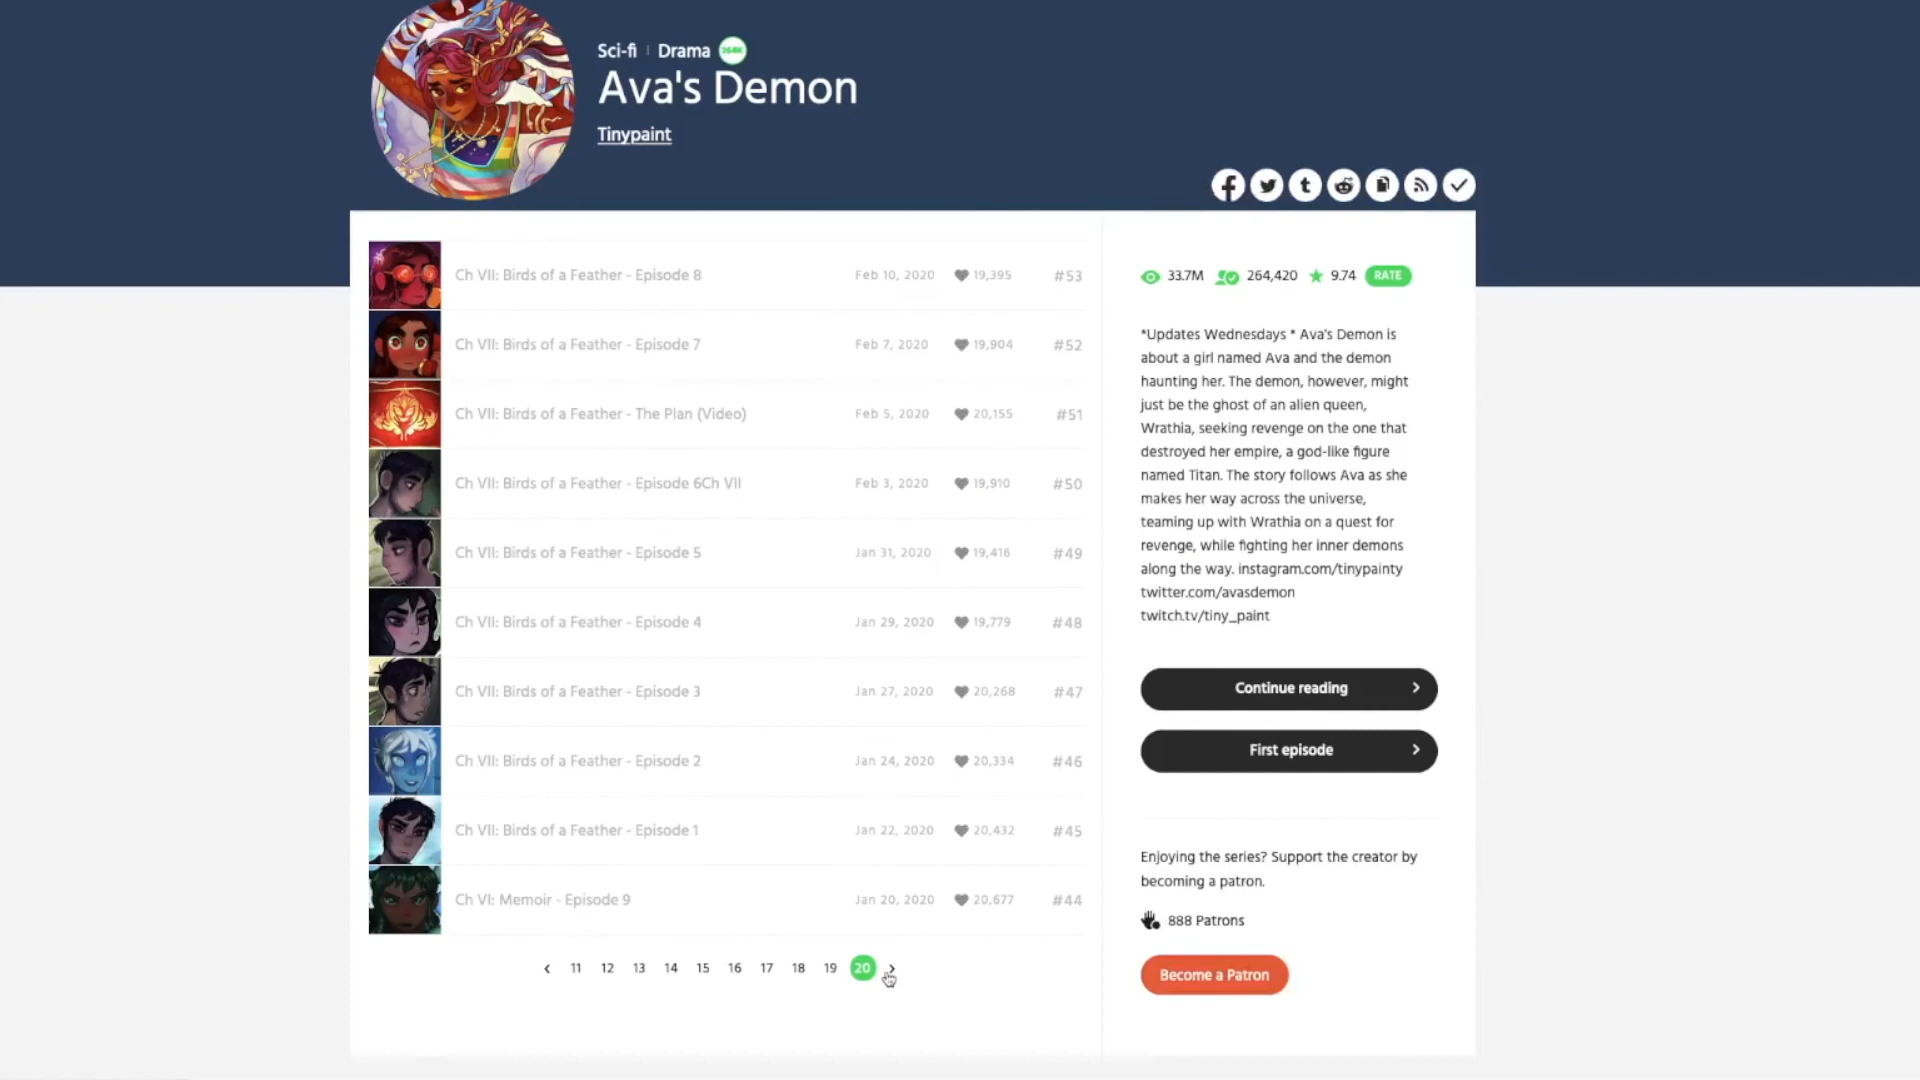 Sci-fi Drama 264K
Ava's Demon
Tinypaint
Ch VII: Birds of a Feather - Episode 8 Feb 10, 2020 19,395 #53
Ch VII: Birds of a Feather - Episode 7 Feb 7, 2020 19,904 #52
Ch VII: Birds of a Feather - The Plan (Video) Feb 5, 2020 20,155 #51
Ch VII: Birds of a Feather - Episode 6Ch VII Feb 3, 2020 19,910 #50
Ch VII: Birds of a Feather - Episode 5 Jan 31, 2020 19,416 #49
Ch VII: Birds of a Feather - Episode 4 Jan 29, 2020 19,779 #48
Ch VII: Birds of a Feather - Episode 3 Jan 27, 2020 20,268 #47
Ch VII: Birds of a Feather - Episode 2 Jan 24, 2020 20,334 #46
Ch VII: Birds of a Feather - Episode 1 Jan 22, 2020 20,432 #45
Ch VI: Memoir - Episode 9 Jan 20, 2020 20,677 #44
11 12 13 14 15 16 17 18 19 20
33.7M 264,420 9.74 RATE
*Updates Wednesdays * Ava's Demon is
about a girl named Ava and the demon
haunting her. The demon, however, might
just be the ghost of an alien queen,
Wrathia, seeking revenge on the one that
destroyed her empire, a god-like figure
named Titan. The story follows Ava as she
makes her way across the universe,
teaming up with Wrathia on a quest for
revenge, while fighting her inner demons
along the way. instagram.com/tinypainty
twitter.com/avasdemon
twitch.tv/tiny_paint
Continue reading
First episode
Enjoying the series? Support the creator by
becoming a patron.
888 Patrons
Become a Patron